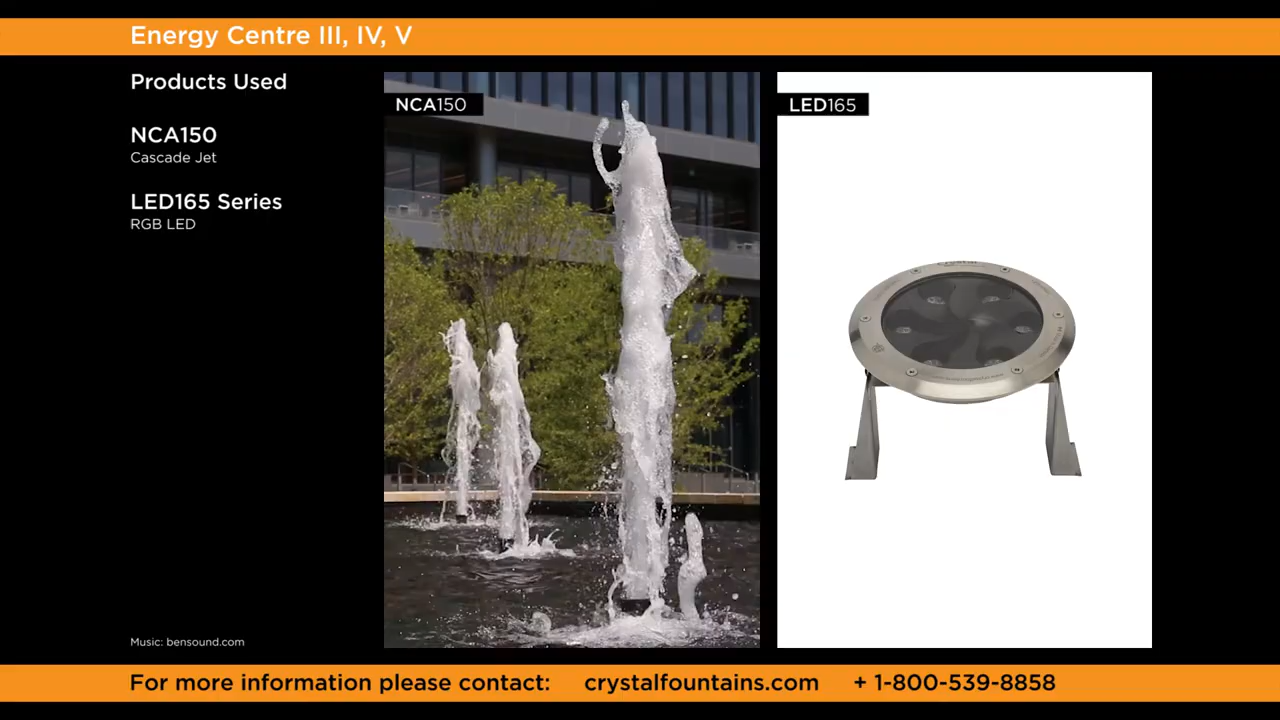 Energy Centre III, IV, V
Products Used
NCA150
Cascade Jet
LED165 Series
RGB LED
NCA150
LED165
Crystal
Music: bensound.com
For more information please contact: crystalfountains.com + 1-800-539-8858